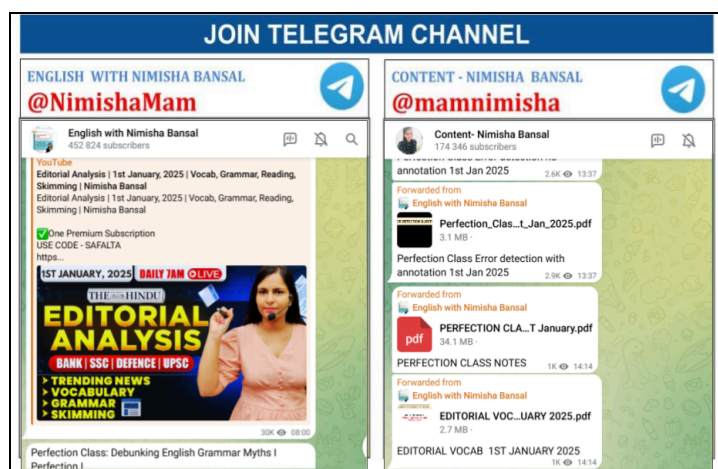 JOIN TELEGRAM CHANNEL
ENGLISH WITH NIMISHA BANSAL
@NimishaMam
English with Nimisha Bansal
452 824 subscribers
YouTube
Editorial Analysis | 1st January, 2025 | Vocab, Grammar, Reading,
Skimming | Nimisha Bansal
Editorial Analysis | 1st January, 2025 | Vocab, Grammar, Reading,
Skimming | Nimisha Bansal
✅One Premium Subscription
USE CODE - SAFALTA
https...
1ST JANUARY, 2025 DAILY 7AM LIVE
THE HINDU
EDITORIAL
ANALYSIS
BANK | SSC | DEFENCE | UPSC
TRENDING NEWS
VOCABULARY
GRAMMAR
SKIMMING
30K 08:00
Perfection Class: Debunking English Grammar Myths I
Perfection I
CONTENT - NIMISHA BANSAL
@mamnimisha
Content- Nimisha Bansal
174 346 subscribers
annotation 1st Jan 2025 2.6K 13:37
Forwarded from
English with Nimisha Bansal
Perfection_Clas...t_Jan_2025.pdf
3.1 MB ·
Perfection Class Error detection with
annotation 1st Jan 2025 2.9K 13:37
Forwarded from
English with Nimisha Bansal
pdf
PERFECTION CLA...T January.pdf
34.1 MB ·
PERFECTION CLASS NOTES 1K 14:14
Forwarded from
English with Nimisha Bansal
EDITORIAL VOC...UARY 2025.pdf
2.7 MB ·
EDITORIAL VOCAB 1ST JANUARY 2025
1K 14:14